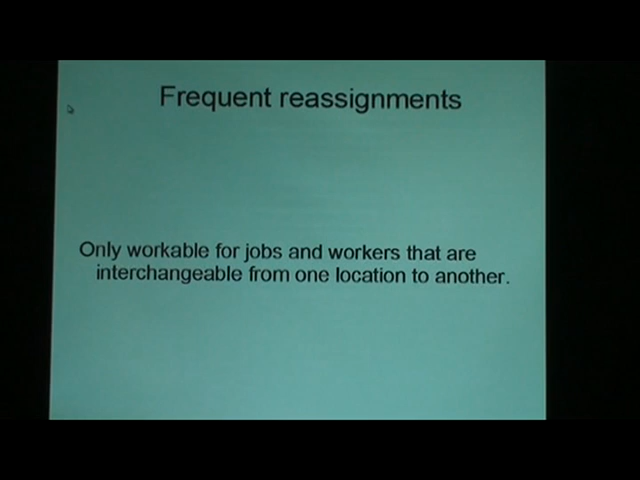 Frequent reassignments
Only workable for jobs and workers that are
interchangeable from one location to another.